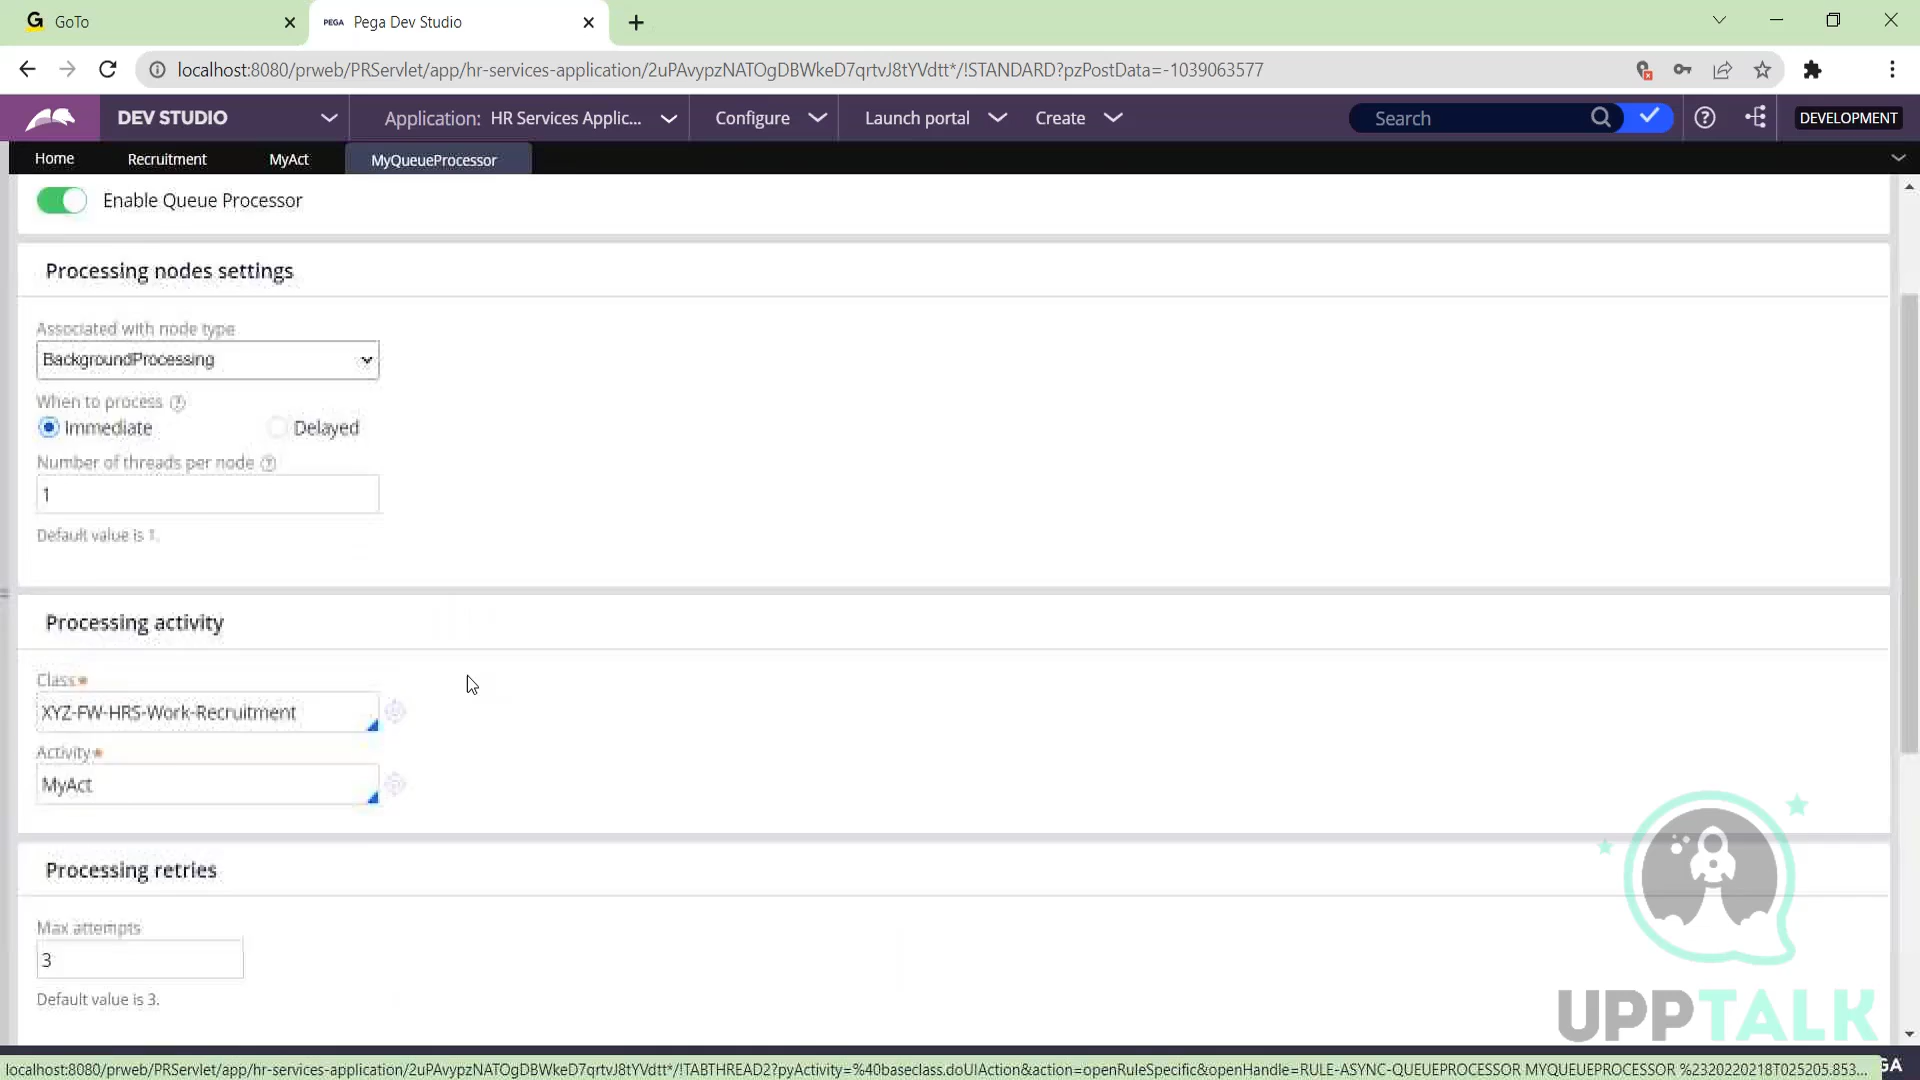 G GoTo
PEGA Pega Dev Studio
localhost:8080/prweb/PRServlet/app/hr-services-application/2uPAvypzNATOgDBWkeD7qrtvJ8tYVdtt*/!STANDARD?pzPostData=-1039063577
DEV STUDIO
Application: HR Services Applic...
Configure
Launch portal
Create
Search
DEVELOPMENT
Home
Recruitment
MyAct
MyQueueProcessor
Enable Queue Processor
Processing nodes settings
Associated with node type
BackgroundProcessing
When to process ?
Immediate
Delayed
Number of threads per node ?
1
Default value is 1.
Processing activity
Class
XYZ-FW-HRS-Work-Recruitment
Activity
MyAct
Processing retries
Max attempts
3
Default value is 3.
UPPTALK
localhost:8080/prweb/PRServlet/app/hr-services-application/2uPAvypzNATOgDBWkeD7qrtvJ8tYVdtt*/!TABTHREAD2?pyActivity=%40baseclass.doUIAction&action=openRuleSpecific&openHandle=RULE-ASYNC-QUEUEPROCESSOR MYQUEUEPROCESSOR %2320220218T025205.853...